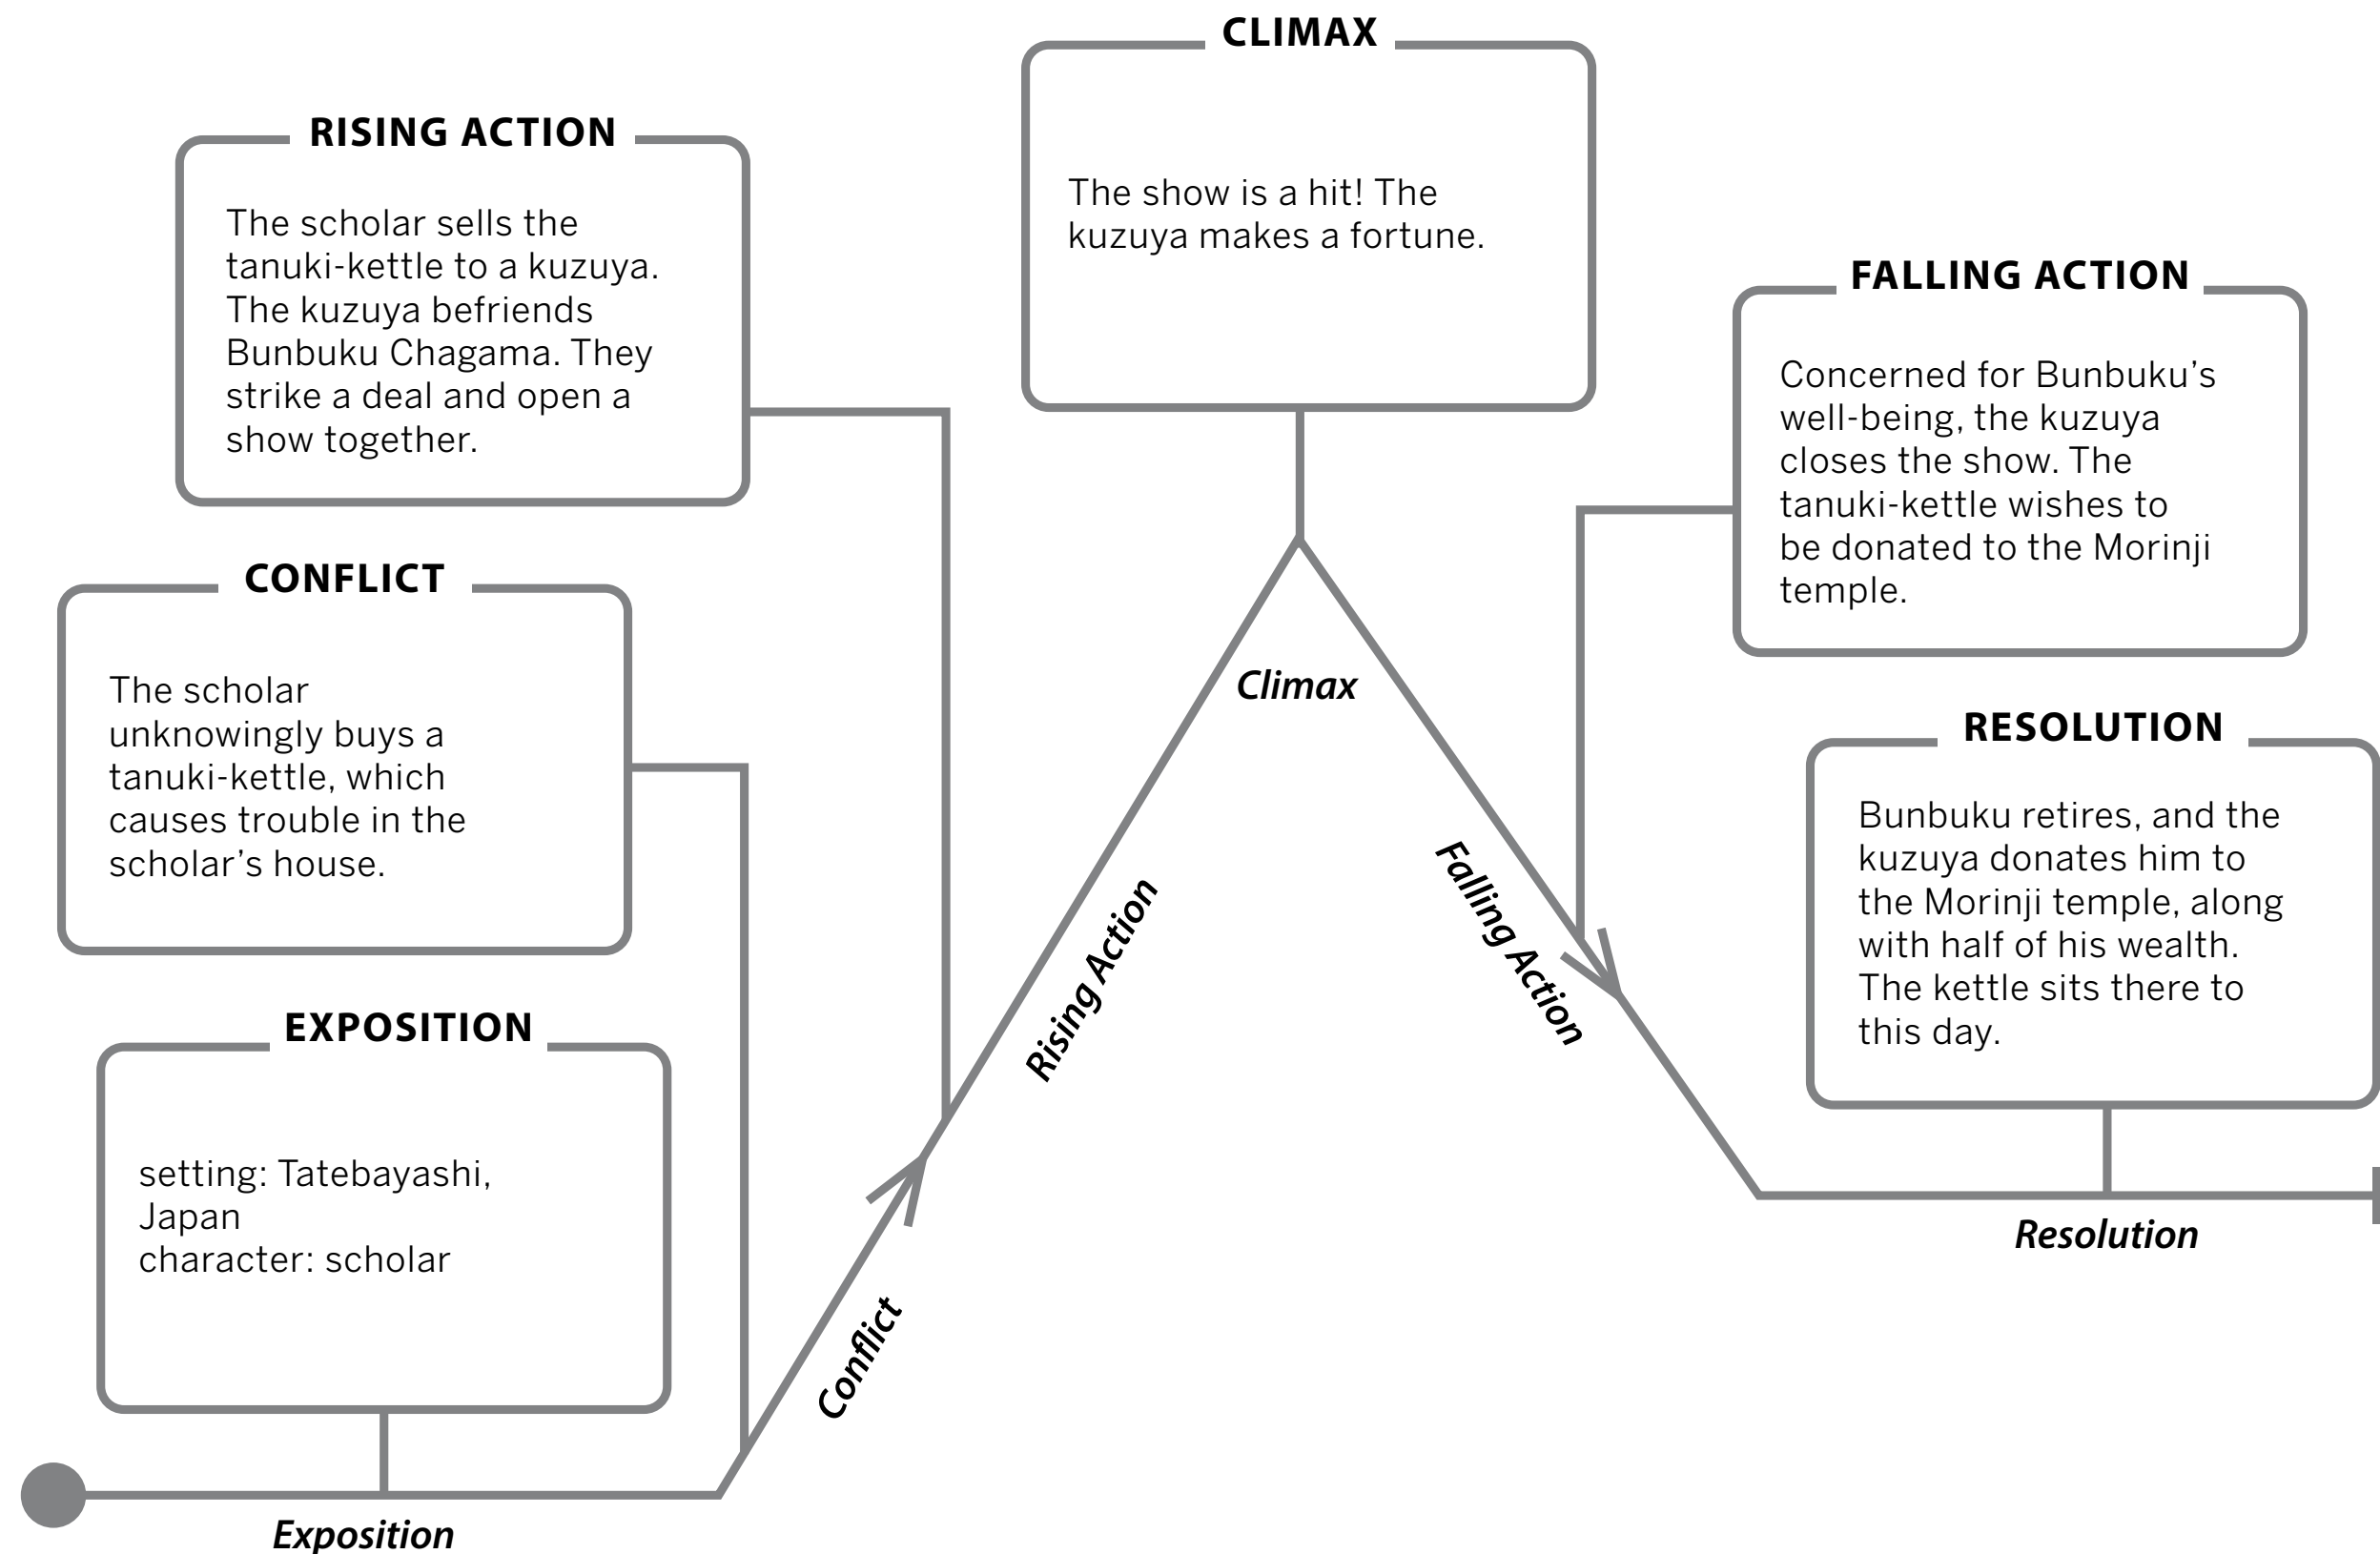 CLIMAX
The show is a hit! The
kuzuya makes a fortune.
RISING ACTION
The scholar sells the
tanuki-kettle to a kuzuya.
The kuzuya befriends
Bunbuku Chagama. They
strike a deal and open a
show together.
FALLING ACTION
Concerned for Bunbuku’s
well-being, the kuzuya
closes the show. The
tanuki-kettle wishes to
be donated to the Morinji
temple.
CONFLICT
The scholar
unknowingly buys a
tanuki-kettle, which
causes trouble in the
scholar’s house.
Climax
RESOLUTION
Bunbuku retires, and the
kuzuya donates him to
the Morinji temple, along
with half of his wealth.
The kettle sits there to
this day.
Rising Action
Falling Action
EXPOSITION
setting: Tatebayashi,
Japan
character: scholar
Conflict
Resolution
Exposition